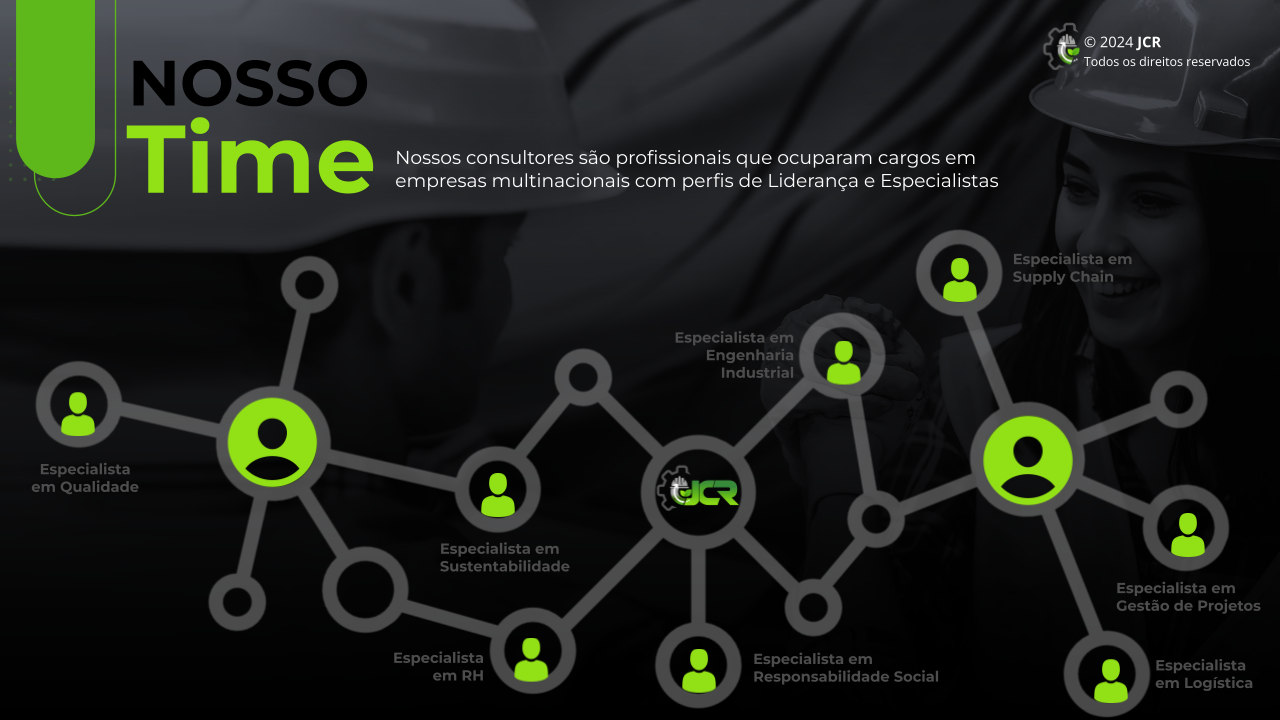 NOSSO
Time
© 2024 JCR
Todos os direitos reservados
Nossos consultores são profissionais que ocuparam cargos em
empresas multinacionais com perfis de Liderança e Especialistas
Especialista em
Supply Chain
Especialista em
Engenharia
Industrial
Especialista
em Qualidade
JCR
Especialista em
Sustentabilidade
Especialista em
Gestão de Projetos
Especialista
em RH
Especialista em
Responsabilidade Social
Especialista
em Logística